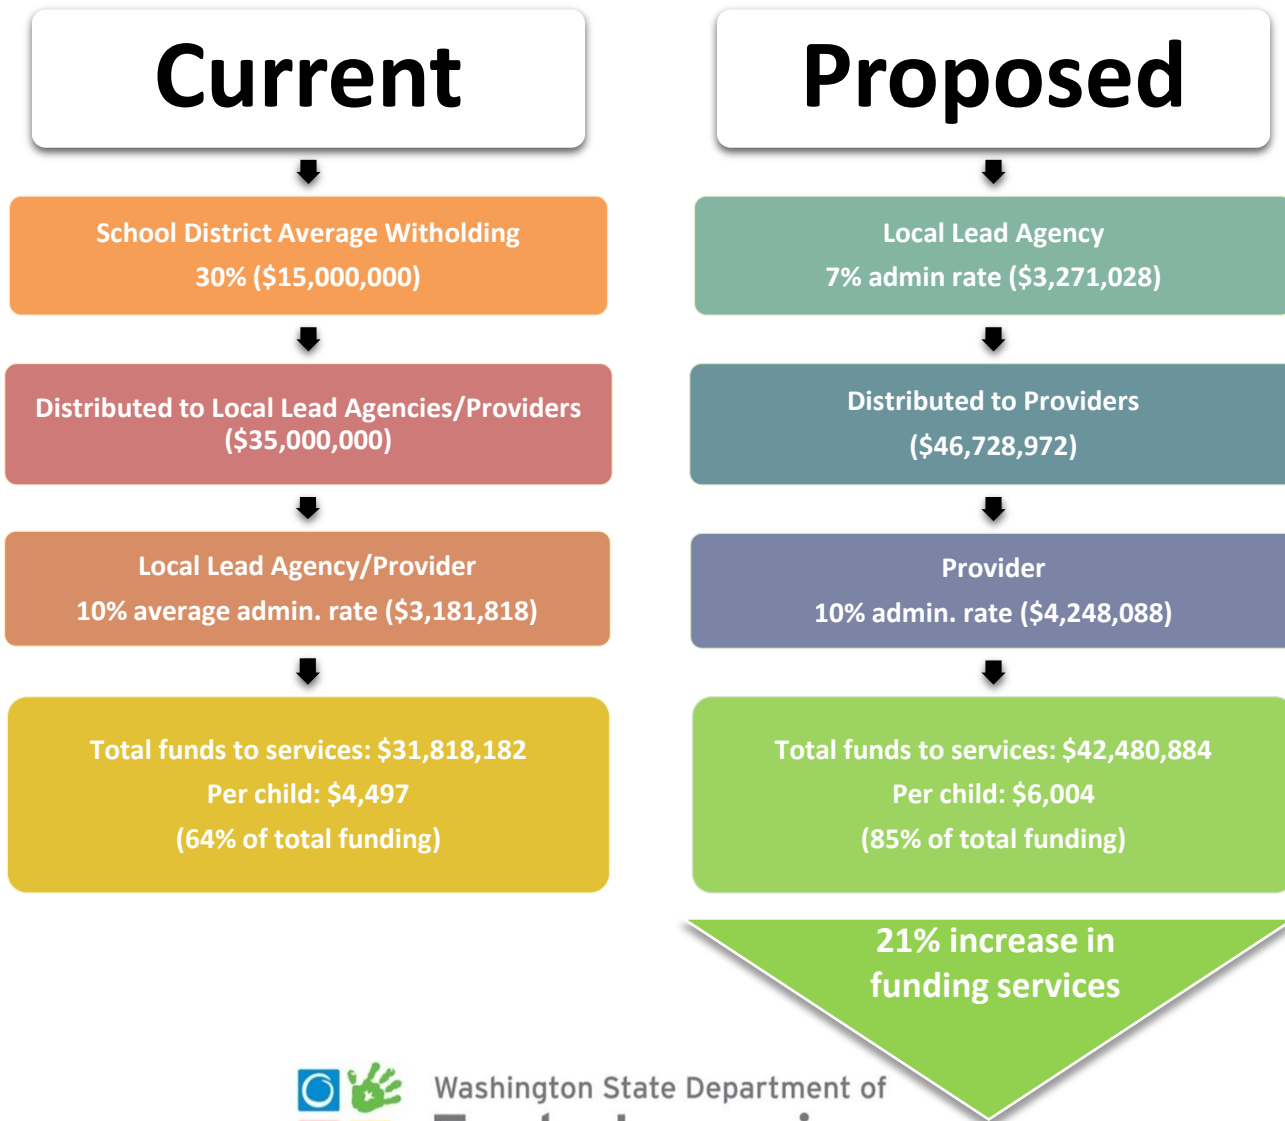 Current
School District Average Witholding
30% ($15,000,000)
Distributed to Local Lead Agencies/Providers
($35,000,000)
Local Lead Agency/Provider
10% average admin. rate ($3,181,818)
Total funds to services: $31,818,182
Per child: $4,497
(64% of total funding)
Proposed
Local Lead Agency
7% admin rate ($3,271,028)
Distributed to Providers
($46,728,972)
Provider
10% admin. rate ($4,248,088)
Total funds to services: $42,480,884
Per child: $6,004
(85% of total funding)
21% increase in
funding services
Washington State Department of